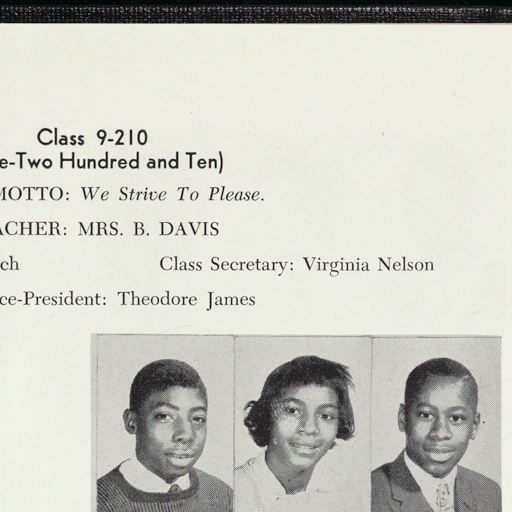 Class 9-210
e-Two Hundred and Ten)
MOTTO: We Strive To Please.
ACHER: MRS. B. DAVIS
ch Class Secretary: Virginia Nelson
ce-President: Theodore James